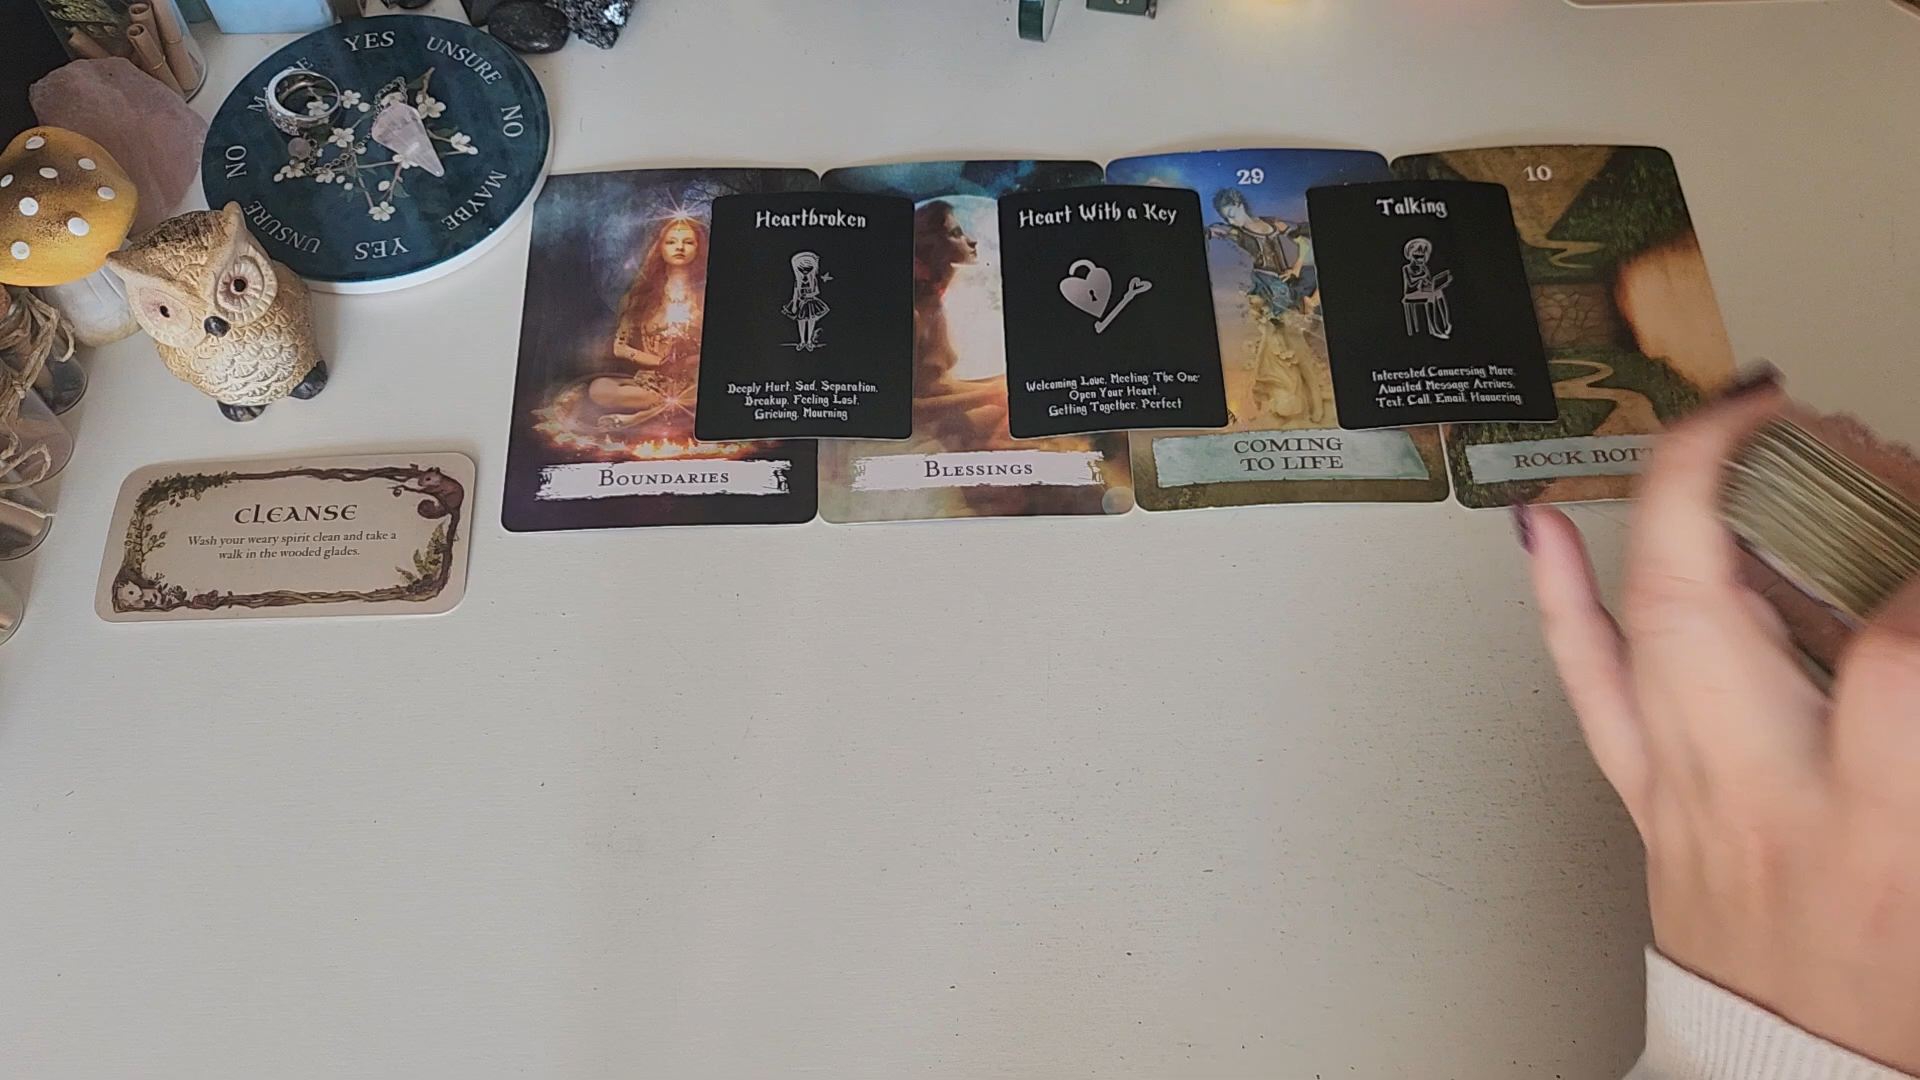 YES
UNSURE
NO
MAYBE
YES
UNSURE
NO
Heartbroken
Deeply Hurt, Sad, Separation,
Breakup, Feeling Lost,
Grieving, Mourning
BOUNDARIES
Heart With a Key
Welcoming Love, Meeting "The One"
Open Your Heart,
Getting Together, Perfect
BLESSINGS
29
COMING
TO LIFE
Talking
Interested, Conversing More,
Awaited Message Arrives,
Text, Call, Email,
10
ROCK
CLEANSE
Wash your weary spirit clean and take a
walk in the wooded glades.